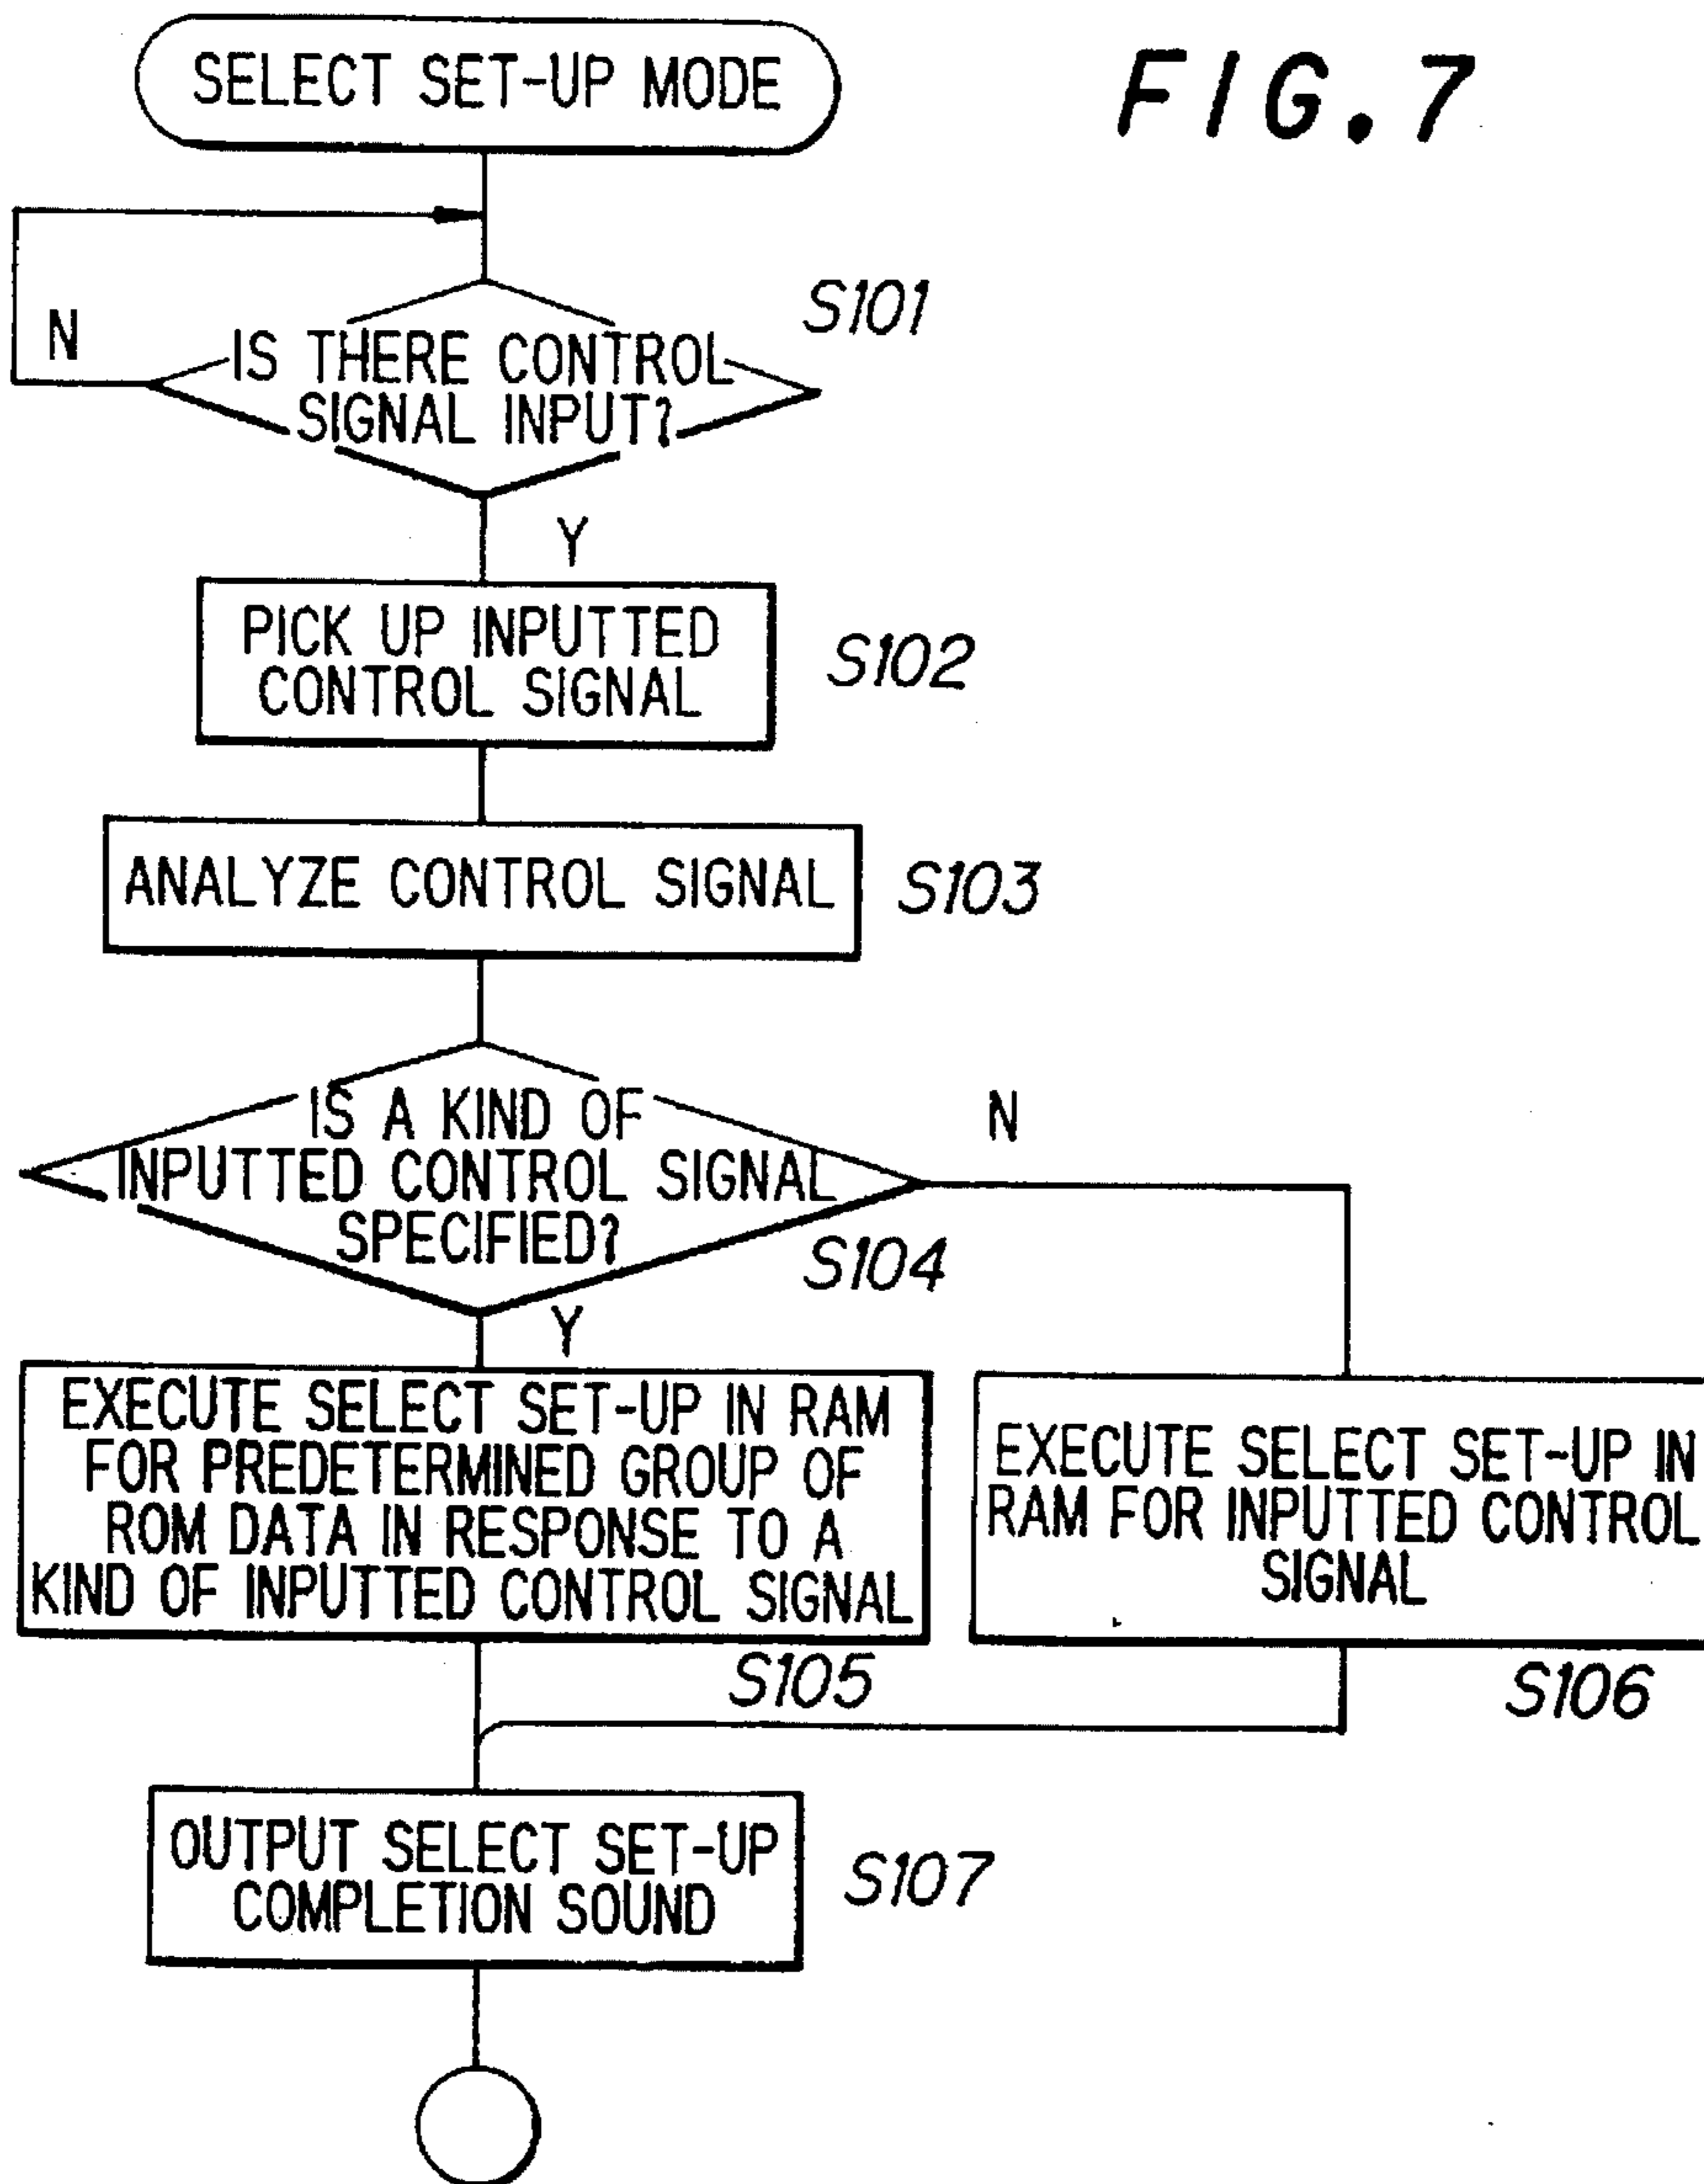 SELECT SET-UP MODE
FIG.7
S101
N
IS THERE CONTROL
SIGNAL INPUT?
Y
PICK UP INPUTTED
CONTROL SIGNAL
S102
ANALYZE CONTROL SIGNAL
S103
IS A KIND OF
INPUTTED CONTROL SIGNAL
SPECIFIED?
N
S104
Y
EXECUTE SELECT SET-UP IN RAM
FOR PREDETERMINED GROUP OF
ROM DATA IN RESPONSE TO A
KIND OF INPUTTED CONTROL SIGNAL
S105
EXECUTE SELECT SET-UP IN
RAM FOR INPUTTED CONTROL
SIGNAL
S106
OUTPUT SELECT SET-UP
COMPLETION SOUND
S107